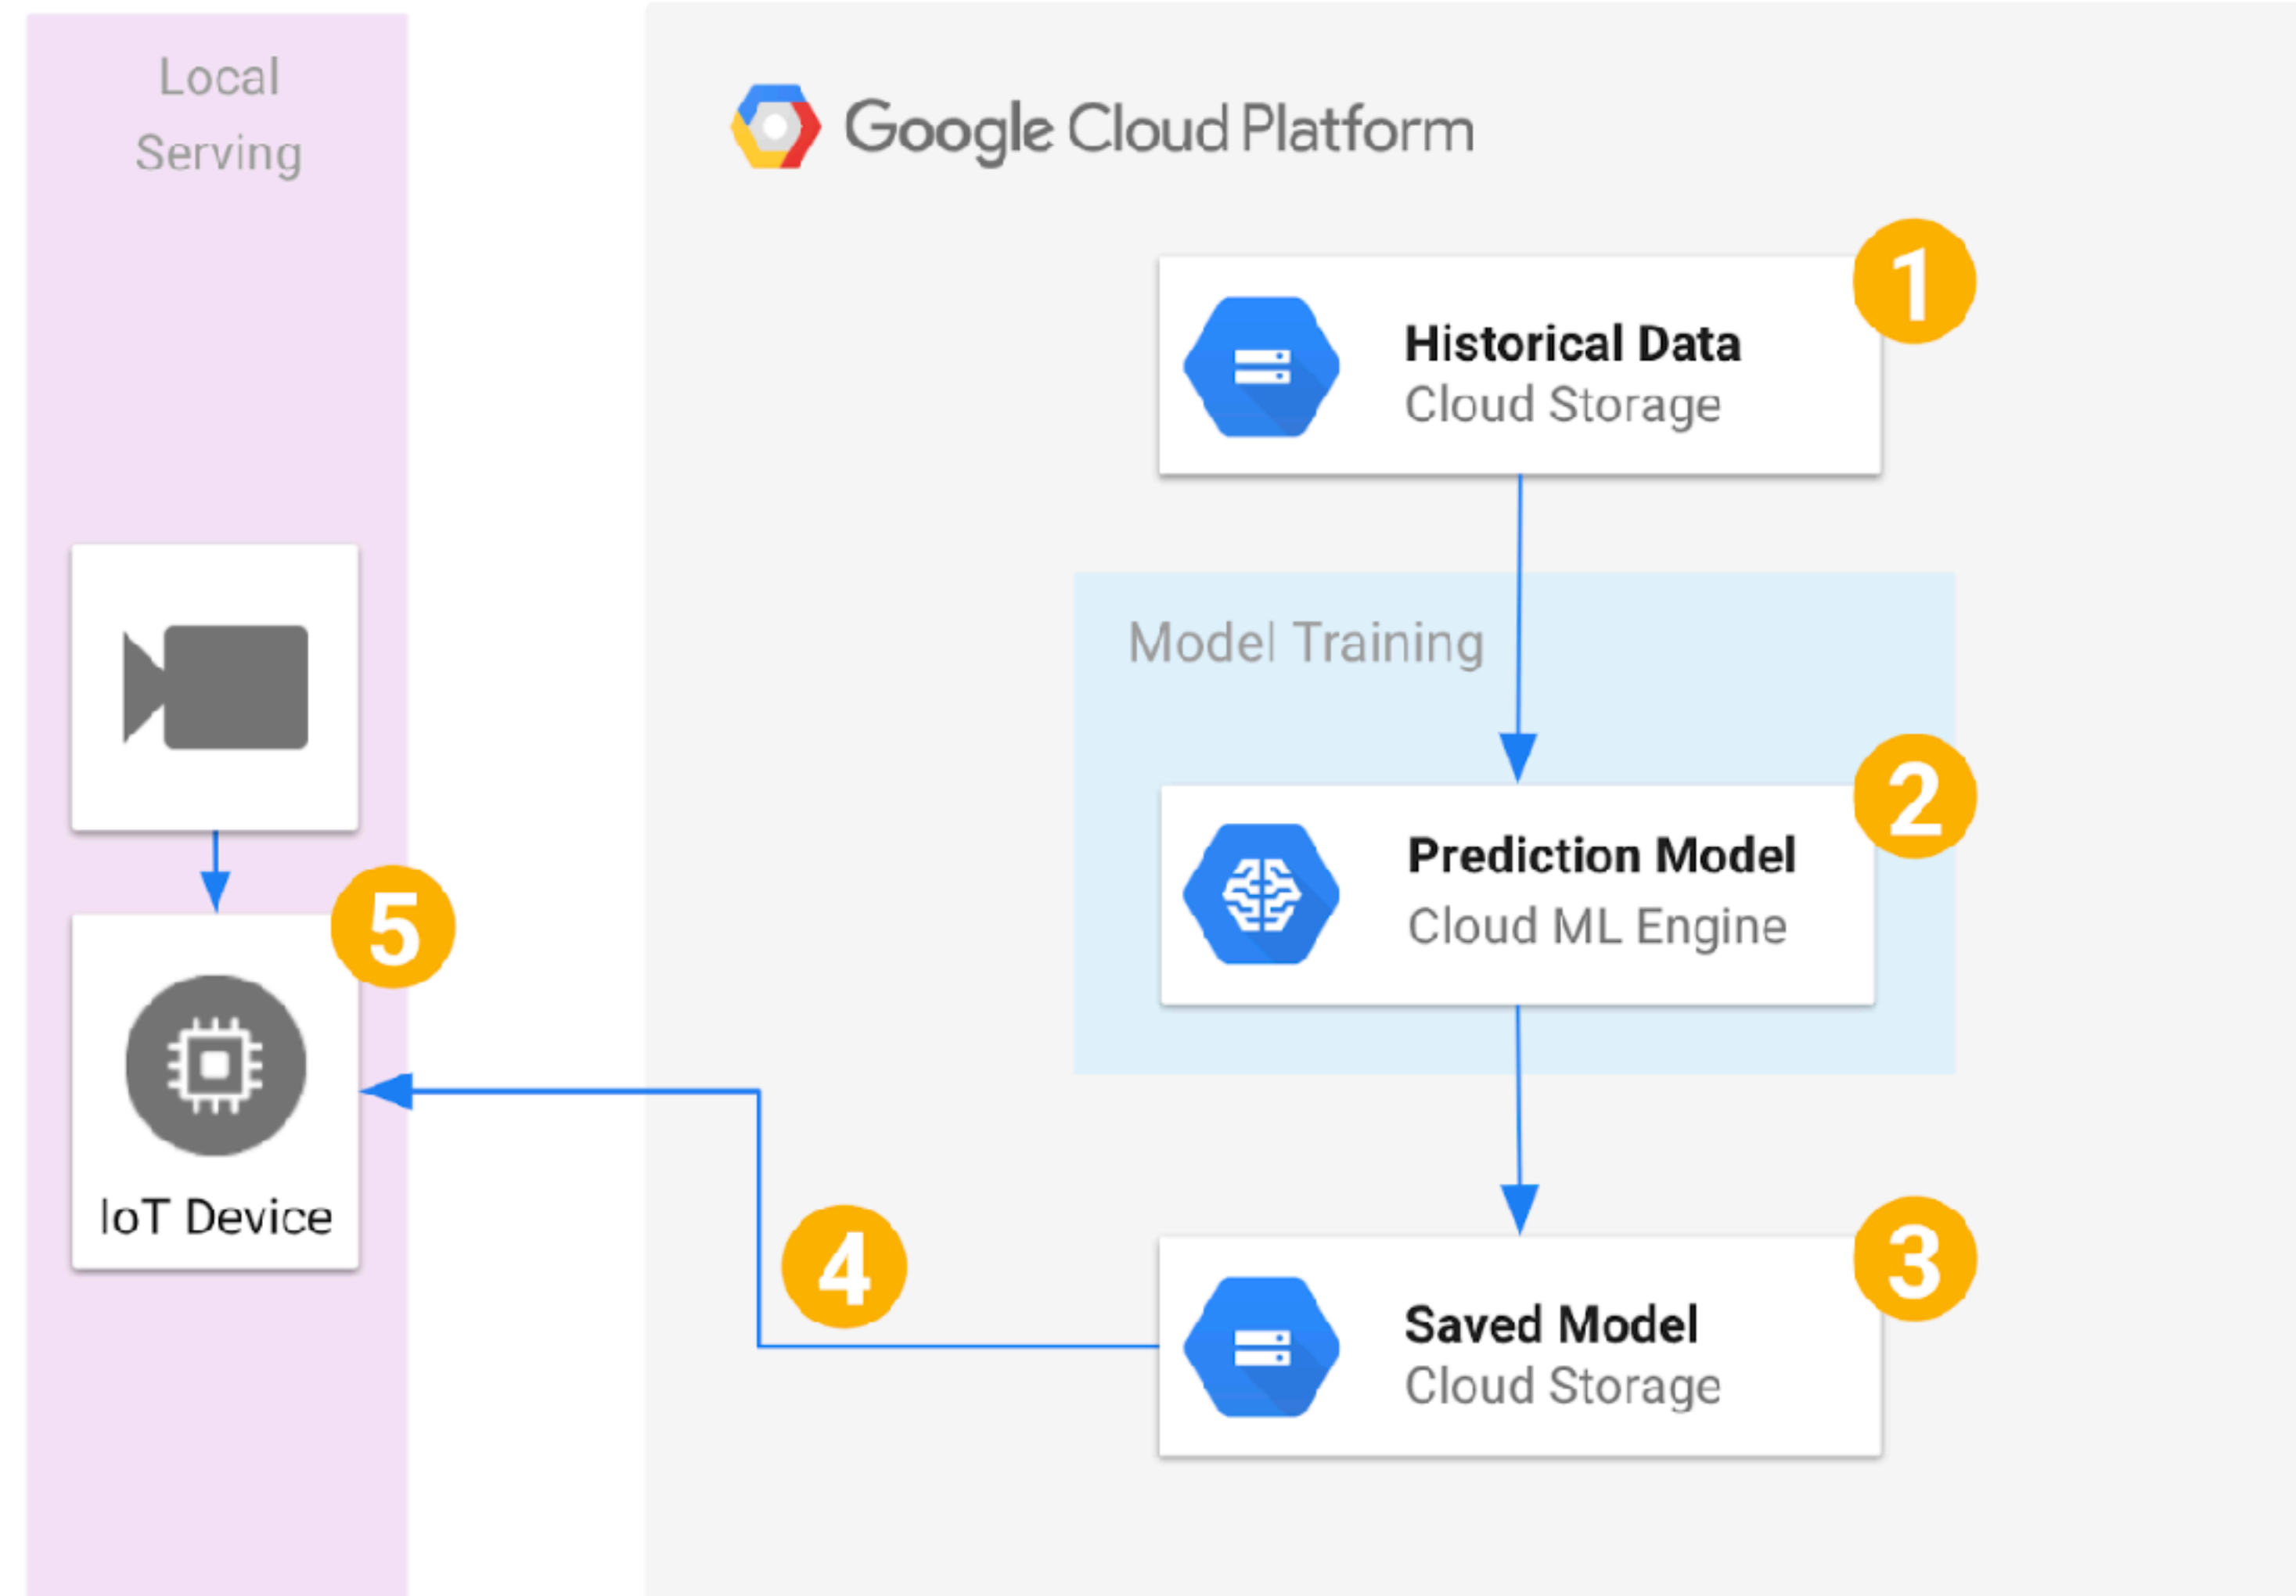 Local
Serving
Google Cloud Platform
1
Historical Data
Cloud Storage
Model Training
2
Prediction Model
Cloud ML Engine
5
IoT Device
4
3
Saved Model
Cloud Storage